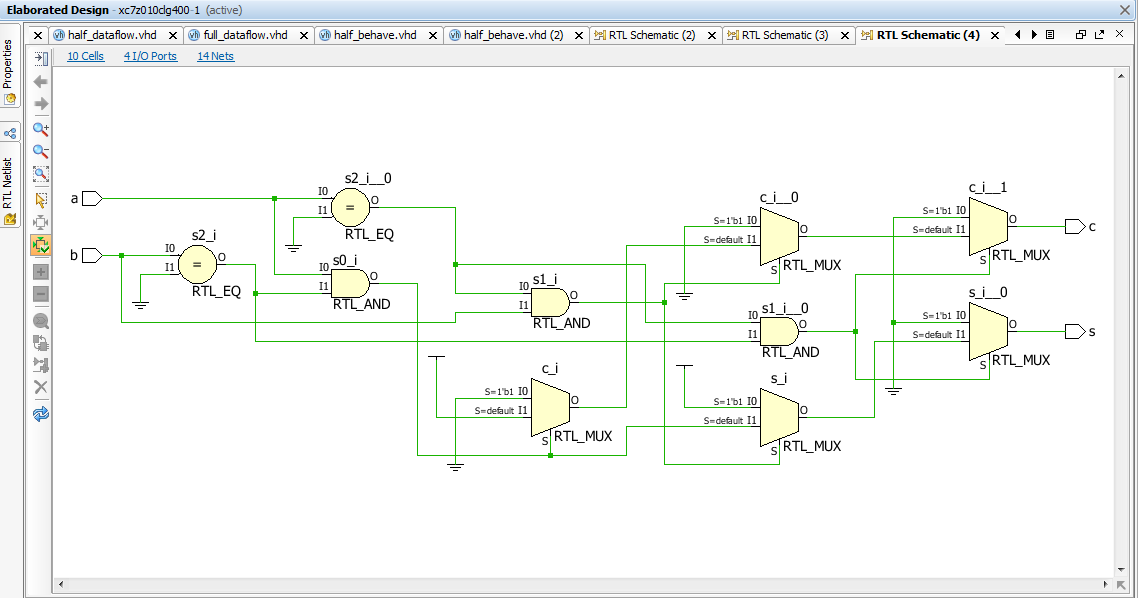 Elaborated Design - xc7z010clg400-1 (active)
half_dataflow.vhd
full_dataflow.vhd
half_behave.vhd
half_behave.vhd (2)
RTL Schematic (2)
RTL Schematic (3)
RTL Schematic (4)
Properties
RTL Netlist
10 Cells
4 I/O Ports
14 Nets
a
b
s2_i__0
I0
I1
O
=
RTL_EQ
s2_i
I0
I1
O
=
RTL_EQ
s0_i
I0
I1
O
RTL_AND
s1_i
I0
I1
O
RTL_AND
c_i
S=1'b1 I0
S=default I1
O
S
RTL_MUX
c_i__0
S=1'b1 I0
S=default I1
O
S
RTL_MUX
s1_i__0
I0
I1
O
RTL_AND
s_i
S=1'b1 I0
S=default I1
O
S
RTL_MUX
c_i__1
S=1'b1 I0
S=default I1
O
S
RTL_MUX
c
s_i__0
S=1'b1 I0
S=default I1
O
S
RTL_MUX
s